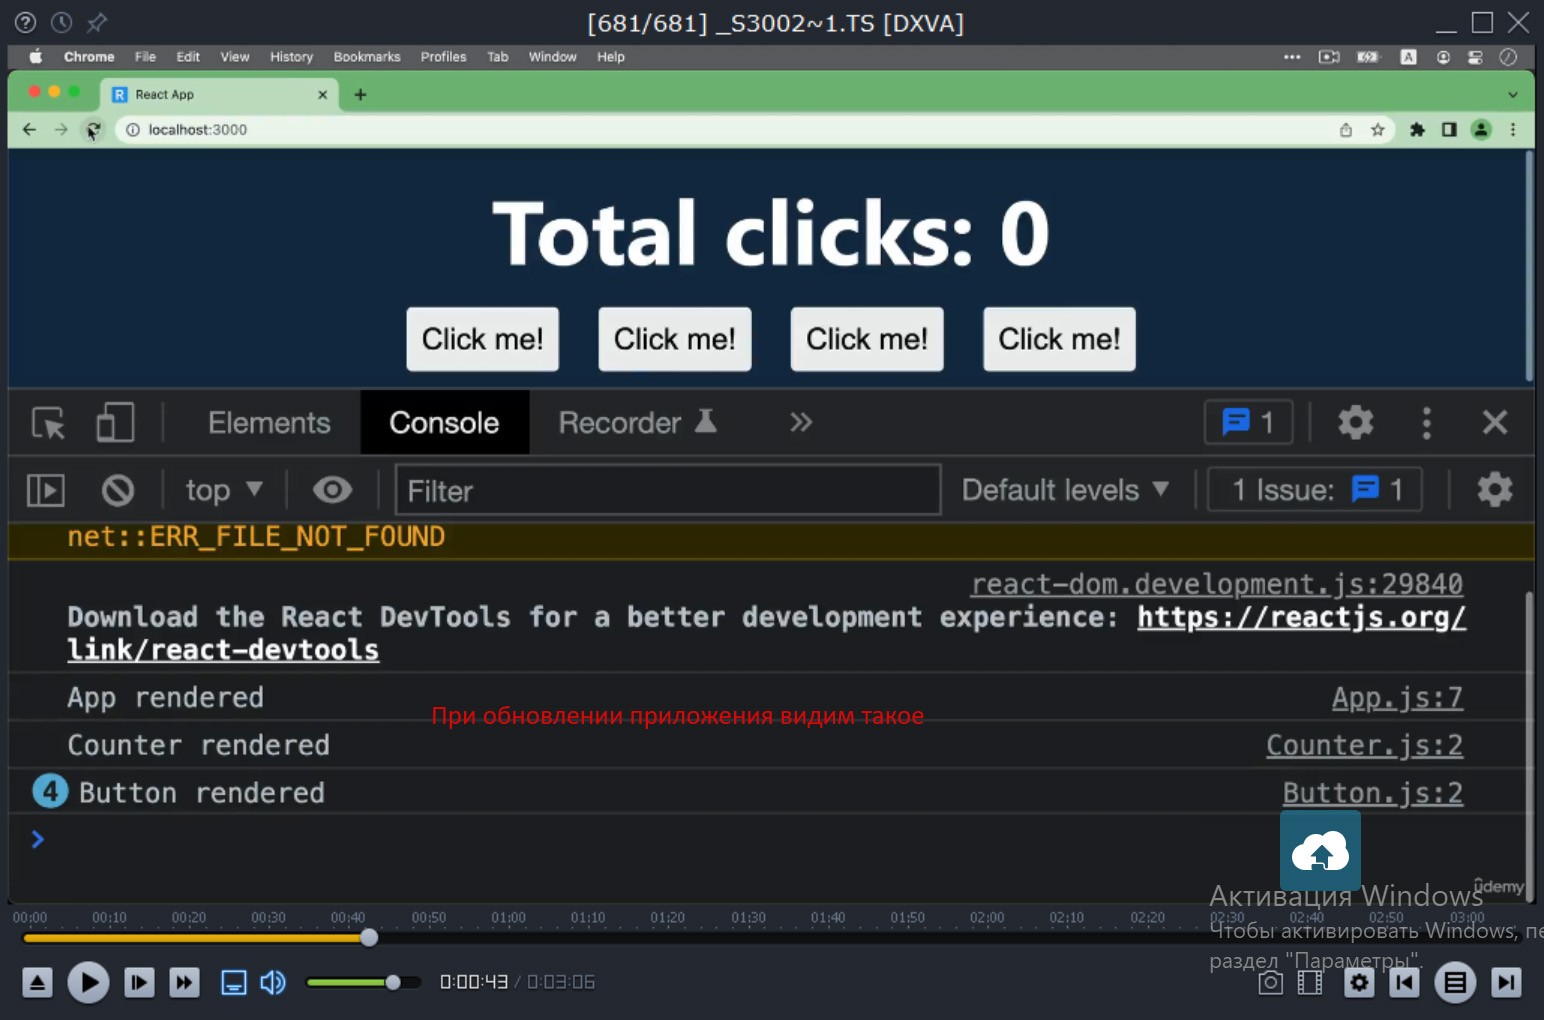 [681/681] _S3002~1.TS [DXVA]
Chrome File Edit View History Bookmarks Profiles Tab Window Help
A
R React App
localhost:3000
Total clicks: 0
Click me! Click me! Click me! Click me!
Elements Console Recorder 1
top Filter Default levels 1 Issue: 1
net::ERR_FILE_NOT_FOUND
react-dom.development.js:29840
Download the React DevTools for a better development experience: https://reactjs.org/
link/react-devtools
App rendered App.js:7
При обновлении приложения видим такое
Counter rendered Counter.js:2
4 Button rendered Button.js:2
ûdemy
Активация Windows
00:00 00:10 00:20 00:30 00:40 00:50 01:00 01:10 01:20 01:30 01:40 01:50 02:00 02:10 02:20 02:30 02:40 02:50 03:00
Чтобы активировать Windows, пе
раздел "Параметры".
0:00:43 / 0:03:06